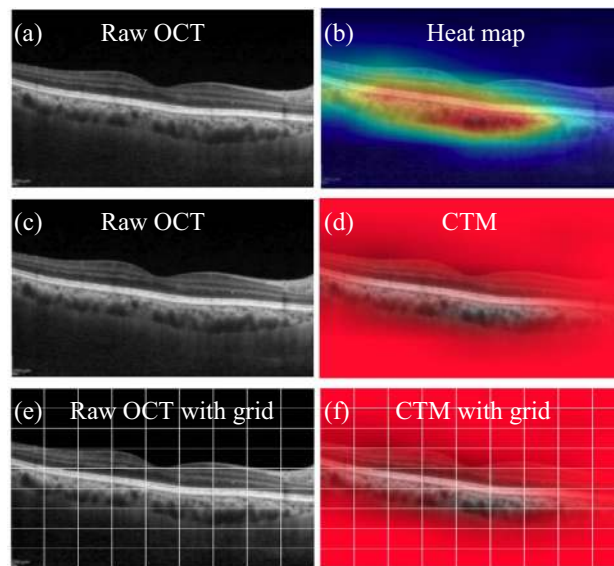 (a) Raw OCT
(b) Heat map
(c) Raw OCT
(d) CTM
(e) Raw OCT with grid
(f) CTM with grid